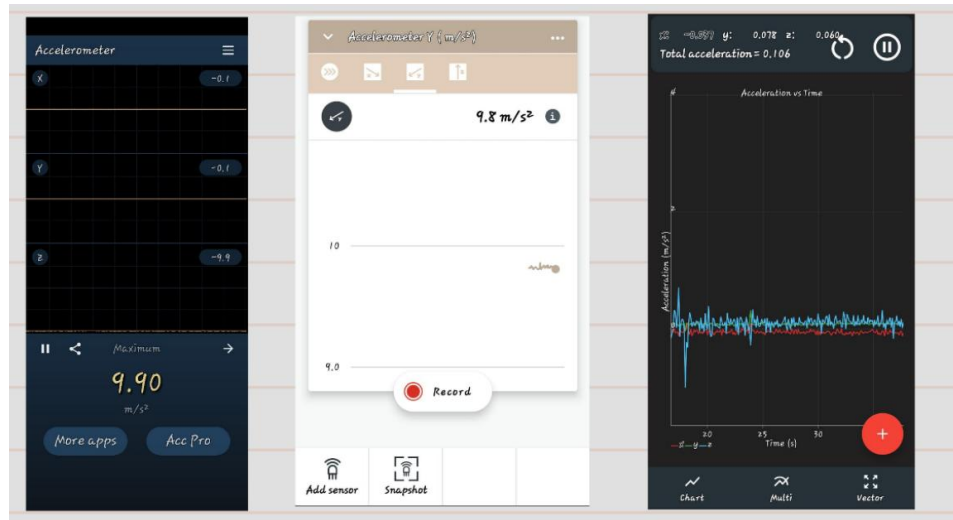 Accelerometer
X
-0.1
Y
-0.1
Z
-9.9
Maximum
9.90
m/s²
More apps
Acc Pro
Accelerometer Y (m/s²)
9.8 m/s²
10
9.0
Record
Add sensor
Snapshot
y: 0.078 z: 0.060
Total acceleration = 0.106
Acceleration vs Time
Acceleration (m/s²)
20 25 30
Time (s)
Chart
Multi
Vector